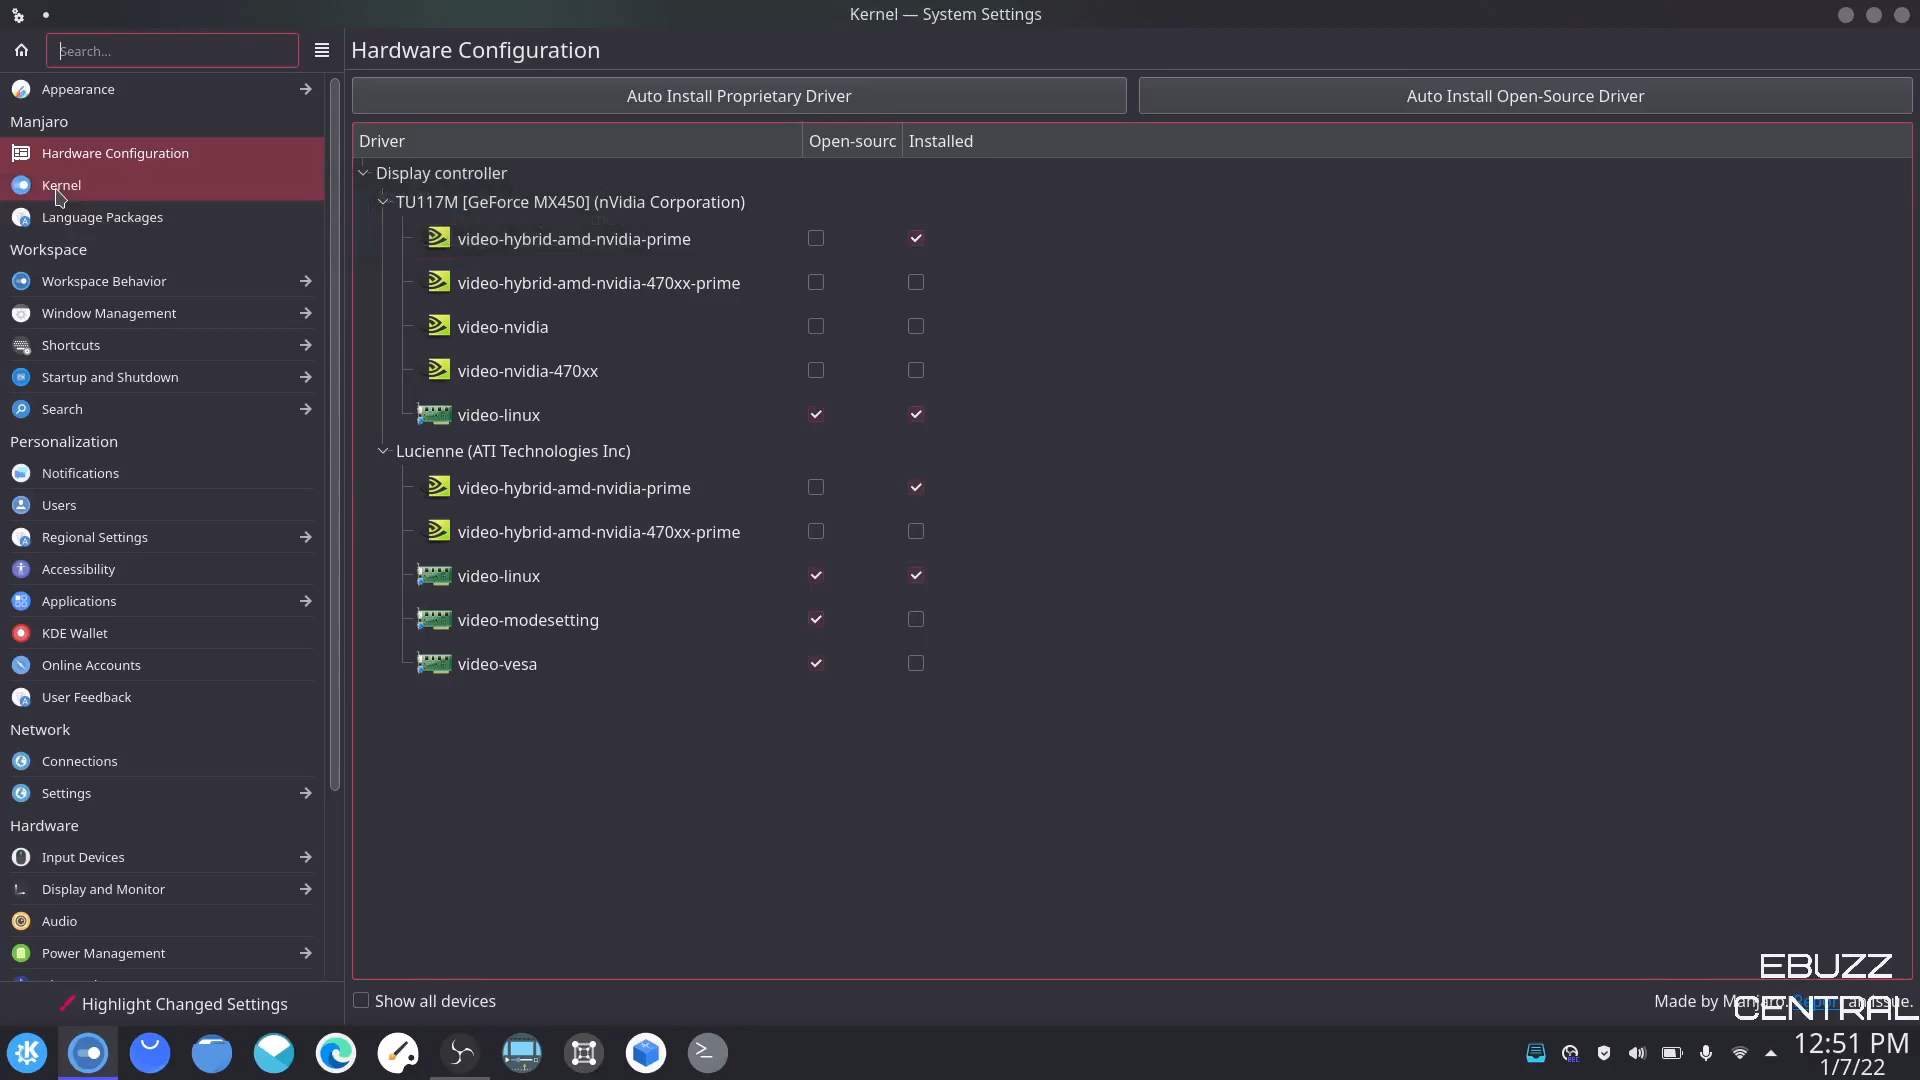 Kernel — System Settings
Search...
Hardware Configuration
Appearance
Manjaro
Hardware Configuration
Kernel
Language Packages
Workspace
Workspace Behavior
Window Management
Shortcuts
Startup and Shutdown
Search
Personalization
Notifications
Users
Regional Settings
Accessibility
Applications
KDE Wallet
Online Accounts
User Feedback
Network
Connections
Settings
Hardware
Input Devices
Display and Monitor
Audio
Power Management
Highlight Changed Settings
Auto Install Proprietary Driver
Auto Install Open-Source Driver
Driver Open-sourc Installed
Display controller
TU117M [GeForce MX450] (nVidia Corporation)
video-hybrid-amd-nvidia-prime
video-hybrid-amd-nvidia-470xx-prime
video-nvidia
video-nvidia-470xx
video-linux
Lucienne (ATI Technologies Inc)
video-hybrid-amd-nvidia-prime
video-hybrid-amd-nvidia-470xx-prime
video-linux
video-modesetting
video-vesa
Show all devices
Made by Manjaro. Report an issue.
EBUZZ
CENTRAL
12:51 PM
1/7/22